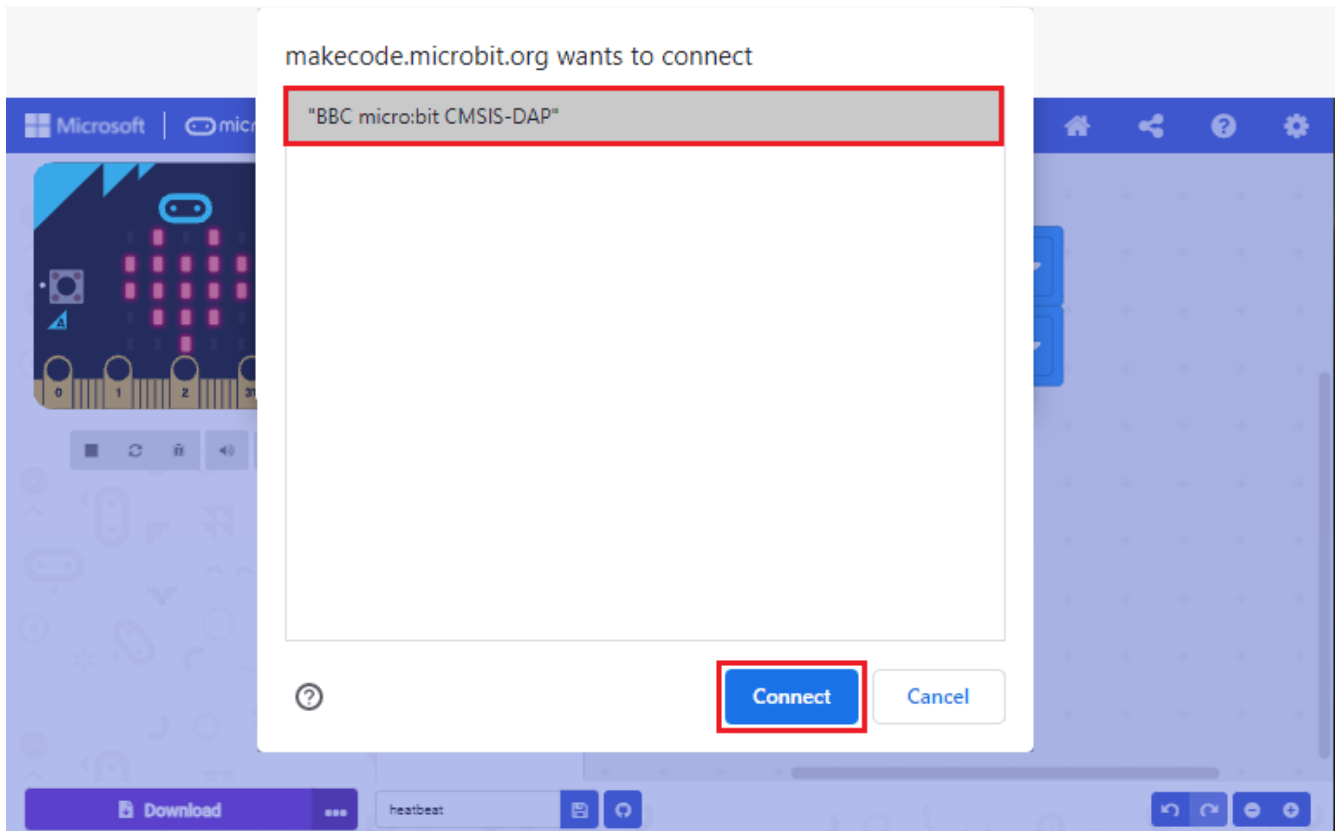 makecode.microbit.org wants to connect
"BBC micro:bit CMSIS-DAP"
Microsoft
micr
A
0
1
2
Connect
Cancel
Download
heatbeat